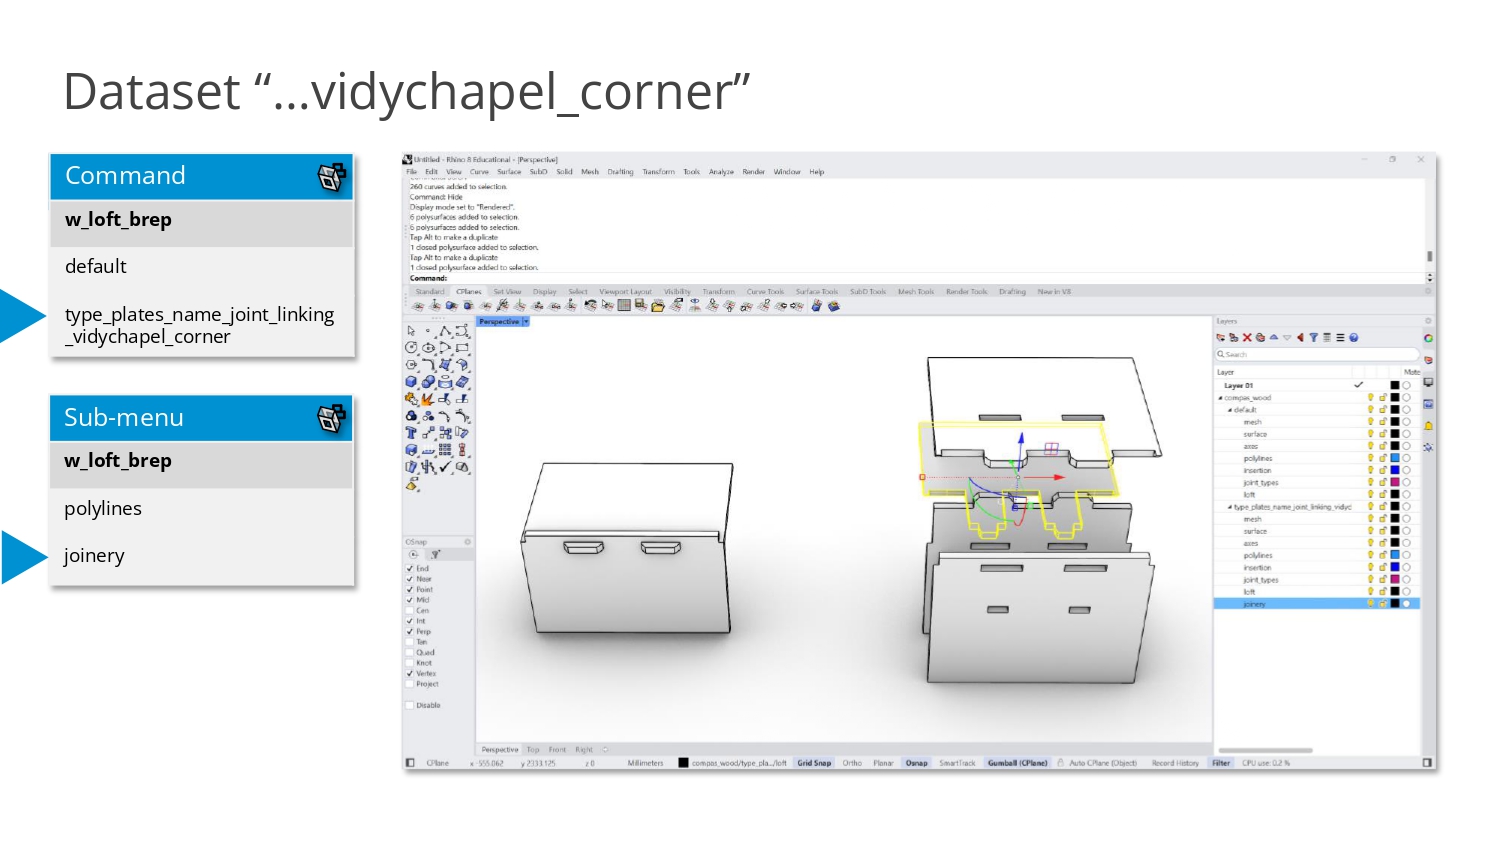 Dataset “...vidychapel_corner”
Command
w_loft_brep
default
type_plates_name_joint_linking
_vidychapel_corner
Sub-menu
w_loft_brep
polylines
joinery
Untitled - Rhino 8 Educational - [Perspective]
File Edit View Curve Surface SubD Solid Mesh Drafting Transform Tools Analyze Render Window Help
260 curves added to selection.
Command: Hide
Display mode set to "Rendered".
6 polysurfaces added to selection.
6 polysurfaces added to selection.
Tap Alt to make a duplicate
1 closed polysurface added to selection.
Tap Alt to make a duplicate
1 closed polysurface added to selection.
Command:
Standard CPlanes Set View Display Select Viewport Layout Visibility Transform Curve Tools Surface Tools SubD Tools Mesh Tools Render Tools Drafting New in V8
Perspective
OSnap
End
Near
Point
Mid
Cen
Int
Perp
Tan
Quad
Knot
Vertex
Project
Disable
Layers
Search
Layer Mate
Layer 01
compas_wood
default
mesh
surface
axes
polylines
insertion
joint_types
loft
type_plates_name_joint_linking_vidyc
mesh
surface
axes
polylines
insertion
joint_types
loft
joinery
Perspective Top Front Right
CPlane x -555.062 y 2333.125 z 0 Millimeters compas_wood/type_pla.../loft Grid Snap Ortho Planar Osnap SmartTrack Gumball (CPlane) Auto CPlane (Object) Record History Filter CPU use: 0.2 %